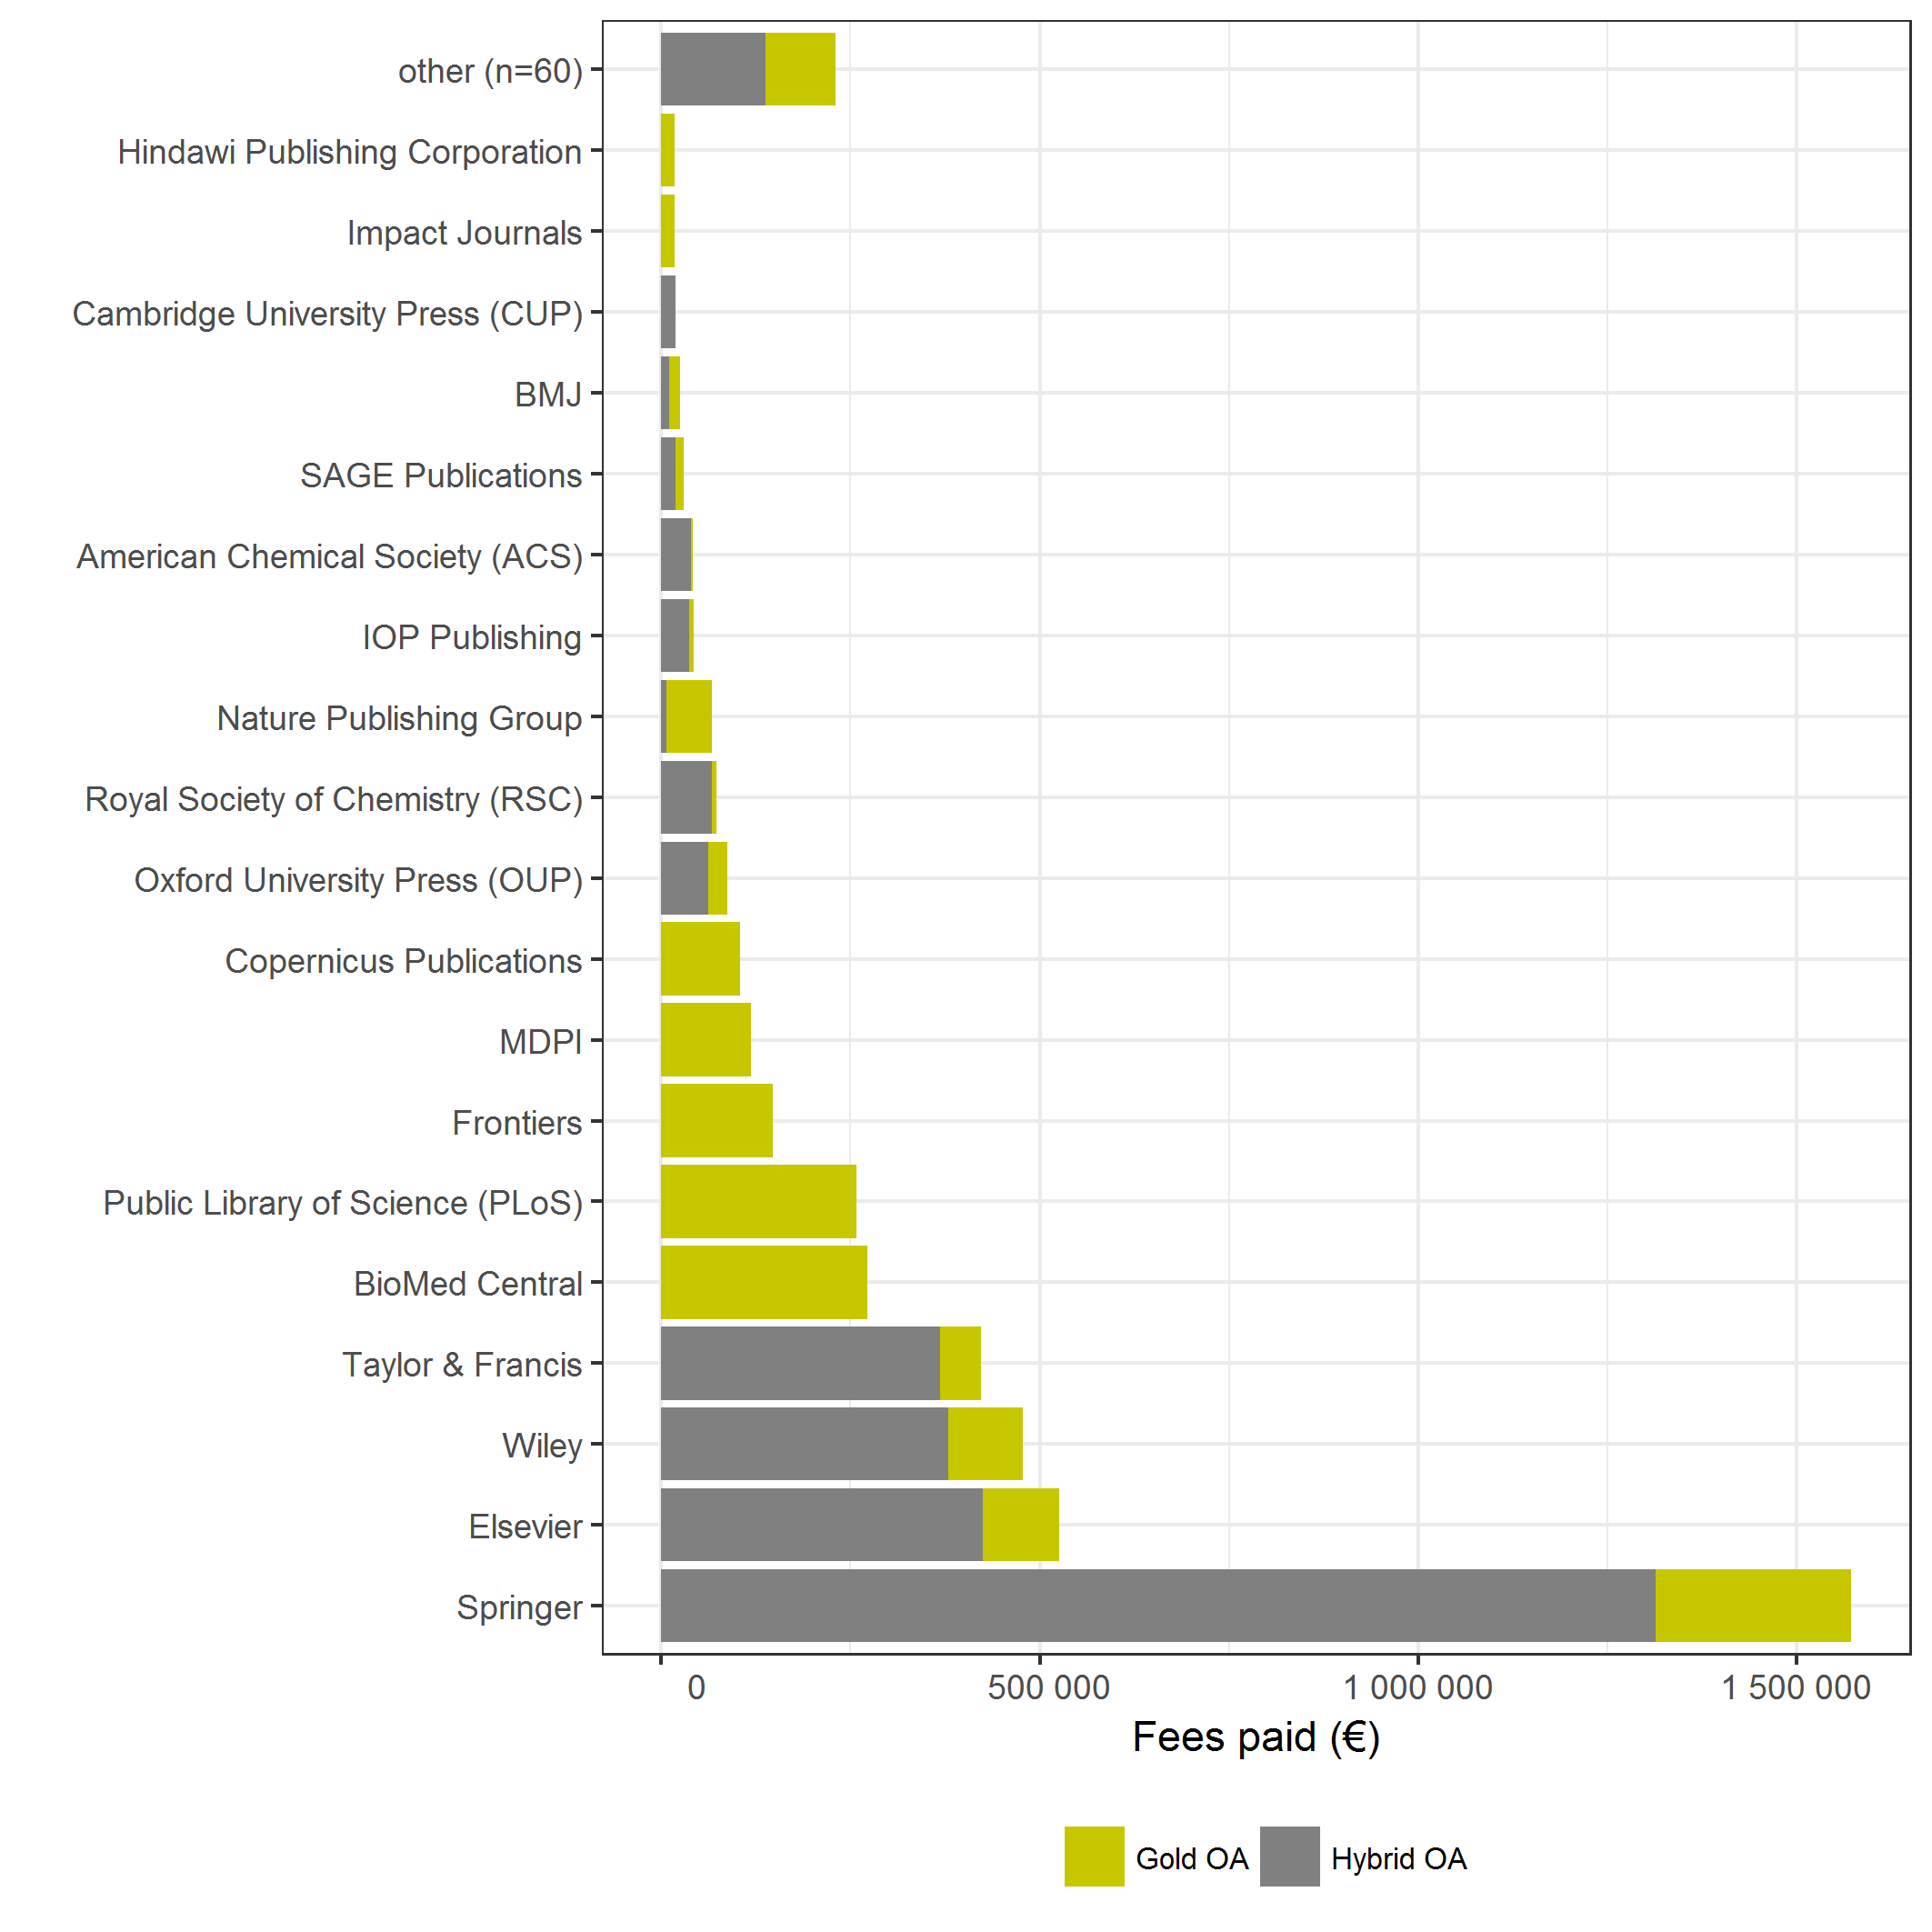 other (n=60)
Hindawi Publishing Corporation
Impact Journals
Cambridge University Press (CUP)
BMJ
SAGE Publications
American Chemical Society (ACS)
IOP Publishing
Nature Publishing Group
Royal Society of Chemistry (RSC)
Oxford University Press (OUP)
Copernicus Publications
MDPI
Frontiers
Public Library of Science (PLoS)
BioMed Central
Taylor & Francis
Wiley
Elsevier
Springer
0 500 000 1 000 000 1 500 000
Fees paid (€)
Gold OA Hybrid OA